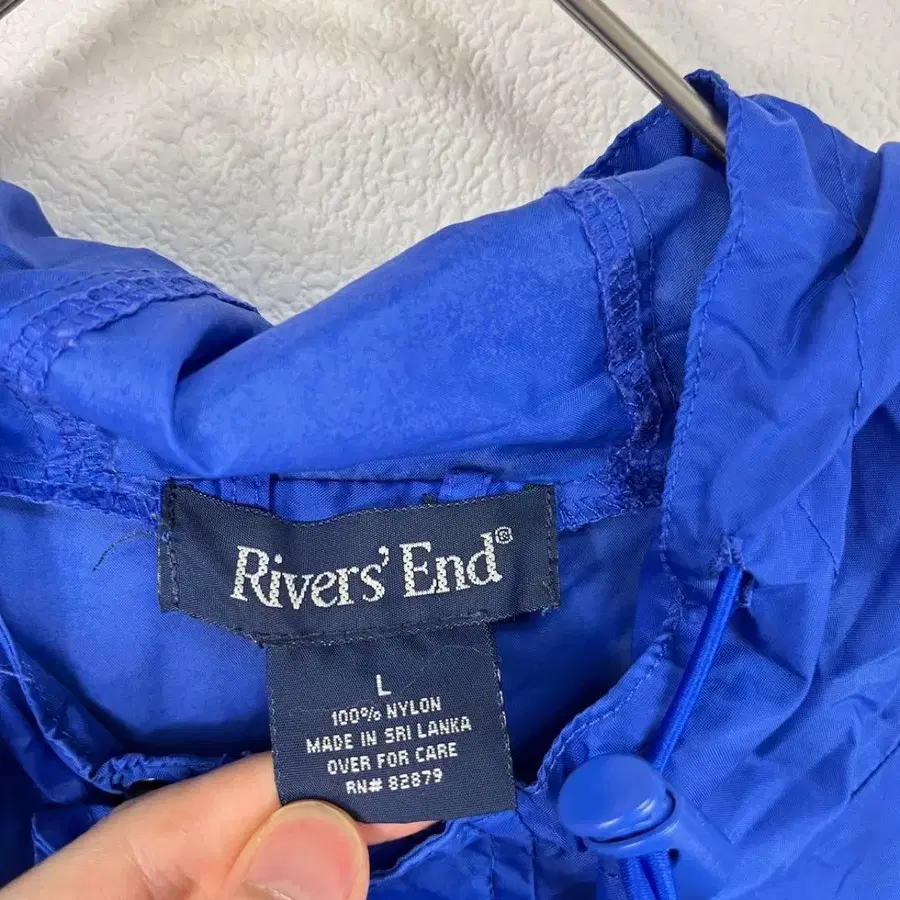 Rivers' End®
L
100% NYLON
MADE IN SRI LANKA
OVER FOR CARE
RN# 82879